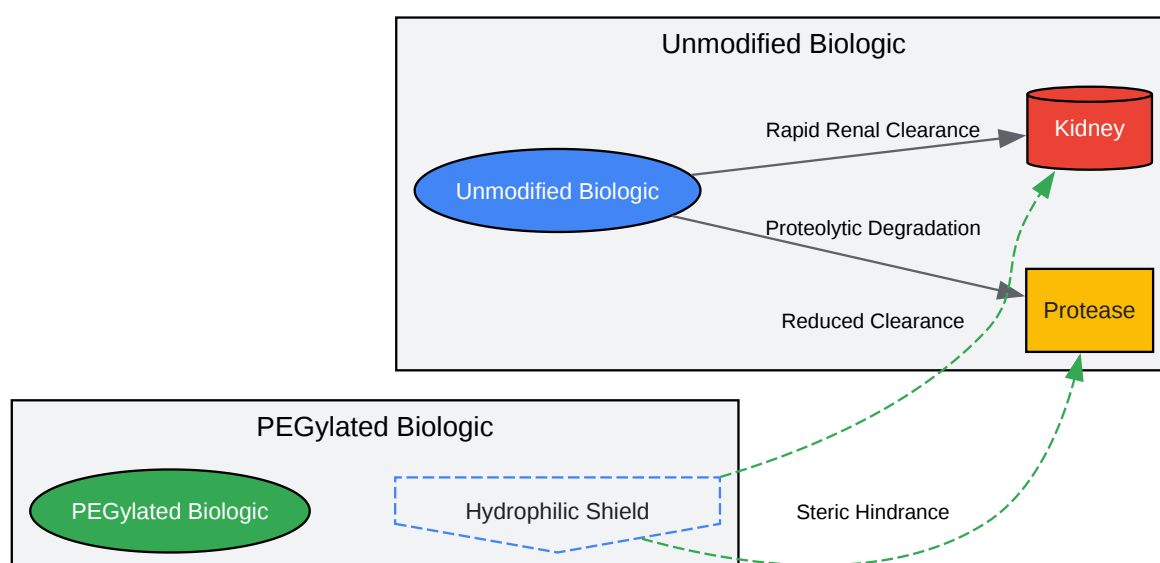 Unmodified Biologic
Rapid Renal Clearance
Kidney
Unmodified Biologic
Proteolytic Degradation
Protease
Reduced Clearance
PEGylated Biologic
PEGylated Biologic
Hydrophilic Shield
Steric Hindrance